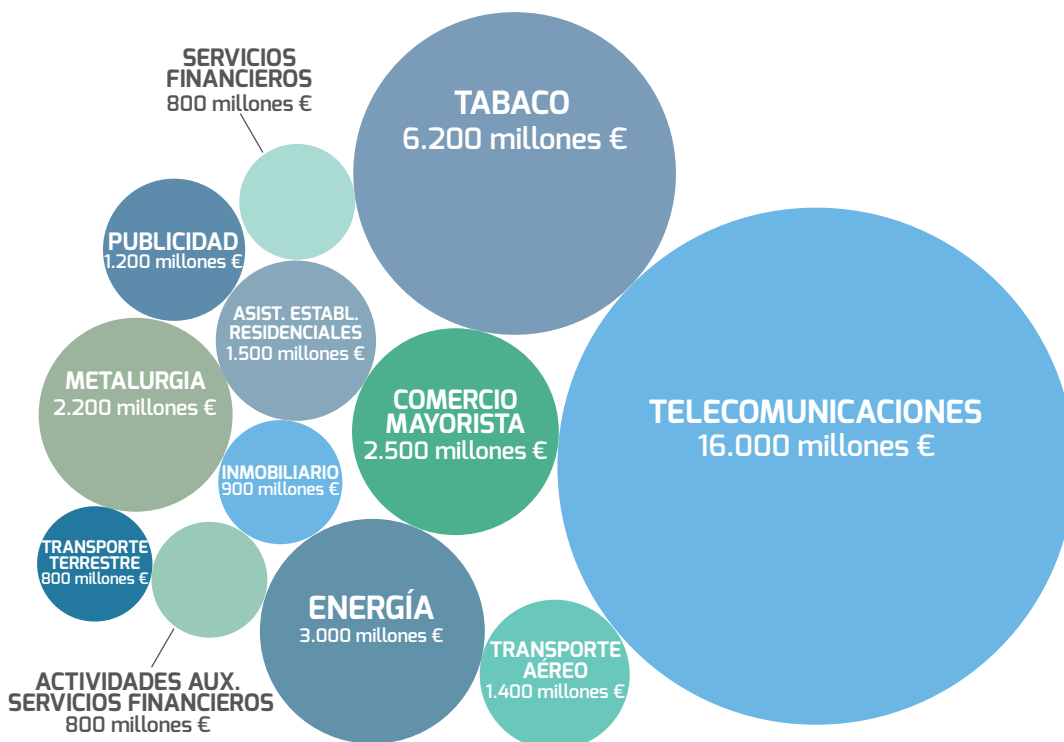 SERVICIOS
FINANCIEROS
800 millones €
TABACO
6.200 millones €
PUBLICIDAD
1.200 millones €
ASIST. ESTABL.
RESIDENCIALES
1.500 millones €
METALURGIA
2.200 millones €
COMERCIO
MAYORISTA
2.500 millones €
TELECOMUNICACIONES
16.000 millones €
INMOBILIARIO
900 millones €
TRANSPORTE
TERRESTRE
800 millones €
ENERGÍA
3.000 millones €
TRANSPORTE
AÉREO
1.400 millones €
ACTIVIDADES AUX.
SERVICIOS FINANCIEROS
800 millones €